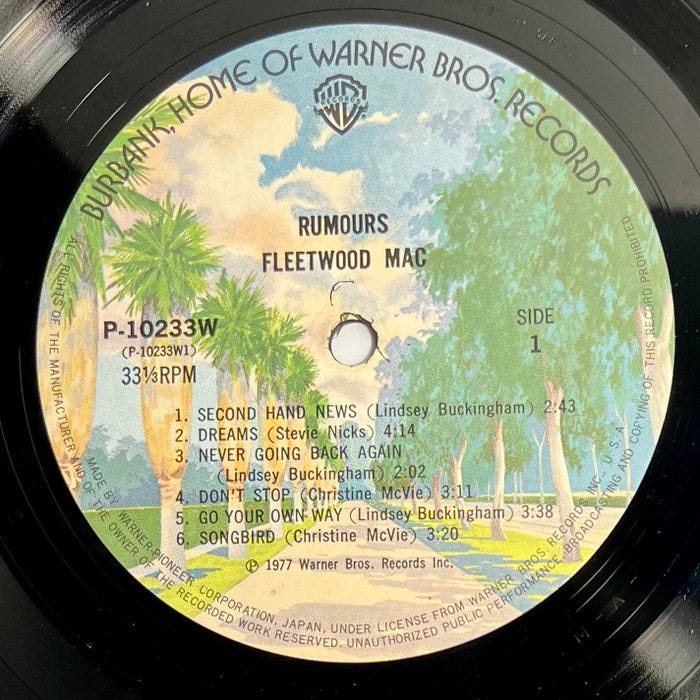 BURBANK, HOME OF WARNER BROS. RECORDS
WB
RECORDS
RUMOURS
FLEETWOOD MAC
P-10233W
(P-10233W1)
33⅓RPM
SIDE
1
1. SECOND HAND NEWS (Lindsey Buckingham) 2:43
2. DREAMS (Stevie Nicks) 4:14
3. NEVER GOING BACK AGAIN
(Lindsey Buckingham) 2:02
4. DON'T STOP (Christine McVie) 3:11
5. GO YOUR OWN WAY (Lindsey Buckingham) 3:38
6. SONGBIRD (Christine McVie) 3:20
Ⓟ 1977 Warner Bros. Records Inc.
MADE BY WARNER-PIONEER CORPORATION, JAPAN, UNDER LICENSE FROM WARNER BROS RECORDS INC. U.S.A.
ALL RIGHTS OF THE MANUFACTURER AND OF THE OWNER OF THE RECORDED WORK RESERVED. UNAUTHORIZED PUBLIC PERFORMANCE BROADCASTING AND COPYING OF THIS RECORD PROHIBITED